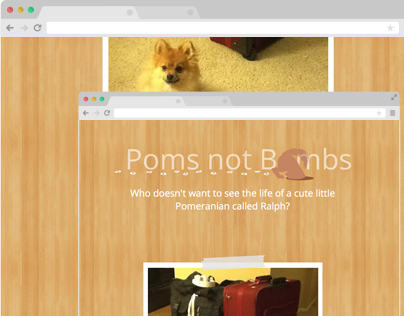 Poms not Bombs
Who doesn't want to see the life of a cute little
Pomeranian called Ralph?